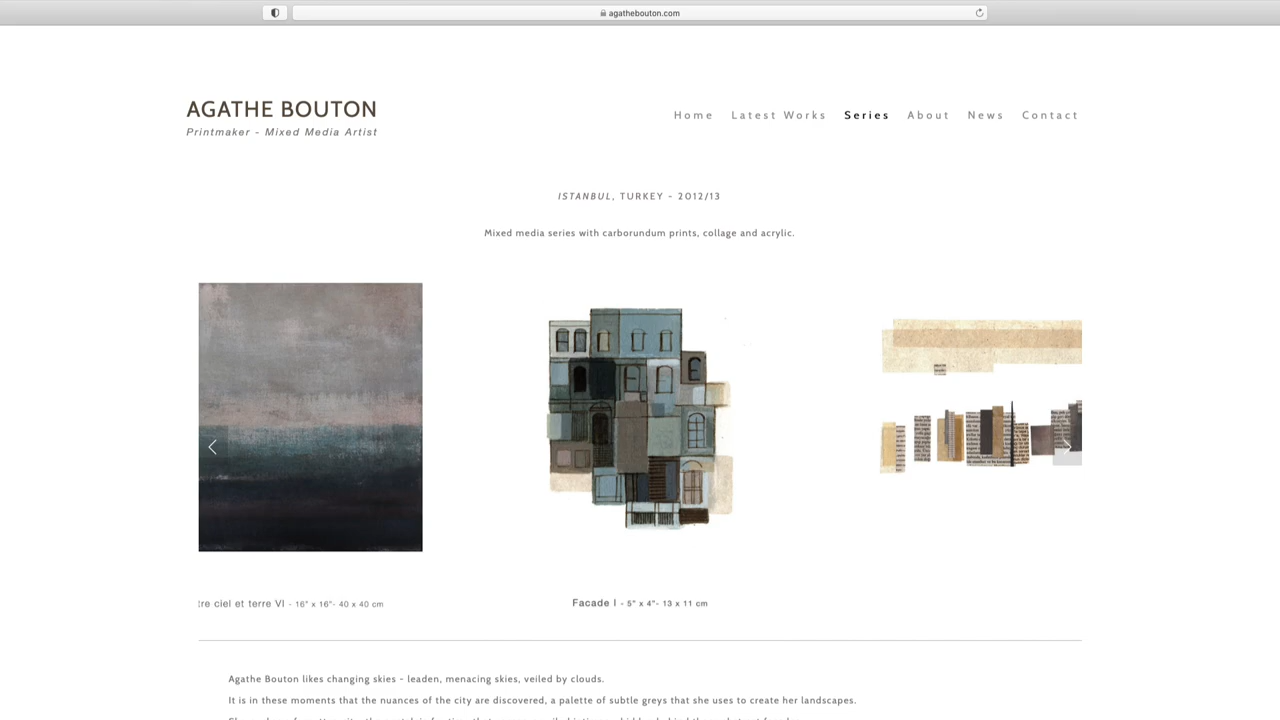 agathebouton.com
AGATHE BOUTON
Printmaker - Mixed Media Artist
Home Latest Works Series About News Contact
ISTANBUL, TURKEY - 2012/13
Mixed media series with carborundum prints, collage and acrylic.
tre ciel et terre VI - 16" x 16"- 40 x 40 cm
Facade I - 5" x 4"- 13 x 11 cm
Agathe Bouton likes changing skies - leaden, menacing skies, veiled by clouds.
It is in these moments that the nuances of the city are discovered, a palette of subtle greys that she uses to create her landscapes.